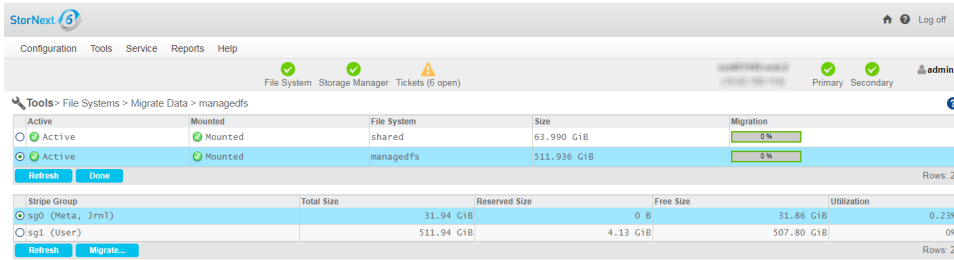 StorNext 6 Log off
Configuration Tools Service Reports Help
File System Storage Manager Tickets (6 open) Primary Secondary admin
Tools> File Systems > Migrate Data > managedfs
Active Mounted File System Size Migration
Active Mounted shared 63.990 GiB 0 %
Active Mounted managedfs 511.936 GiB 0 %
Refresh Done Rows: 2
Stripe Group Total Size Reserved Size Free Size Utilization
sg0 (Meta, Jrnl) 31.94 GiB 0 B 31.86 GiB 0.23%
sg1 (User) 511.94 GiB 4.13 GiB 507.80 GiB 0%
Refresh Migrate... Rows: 2